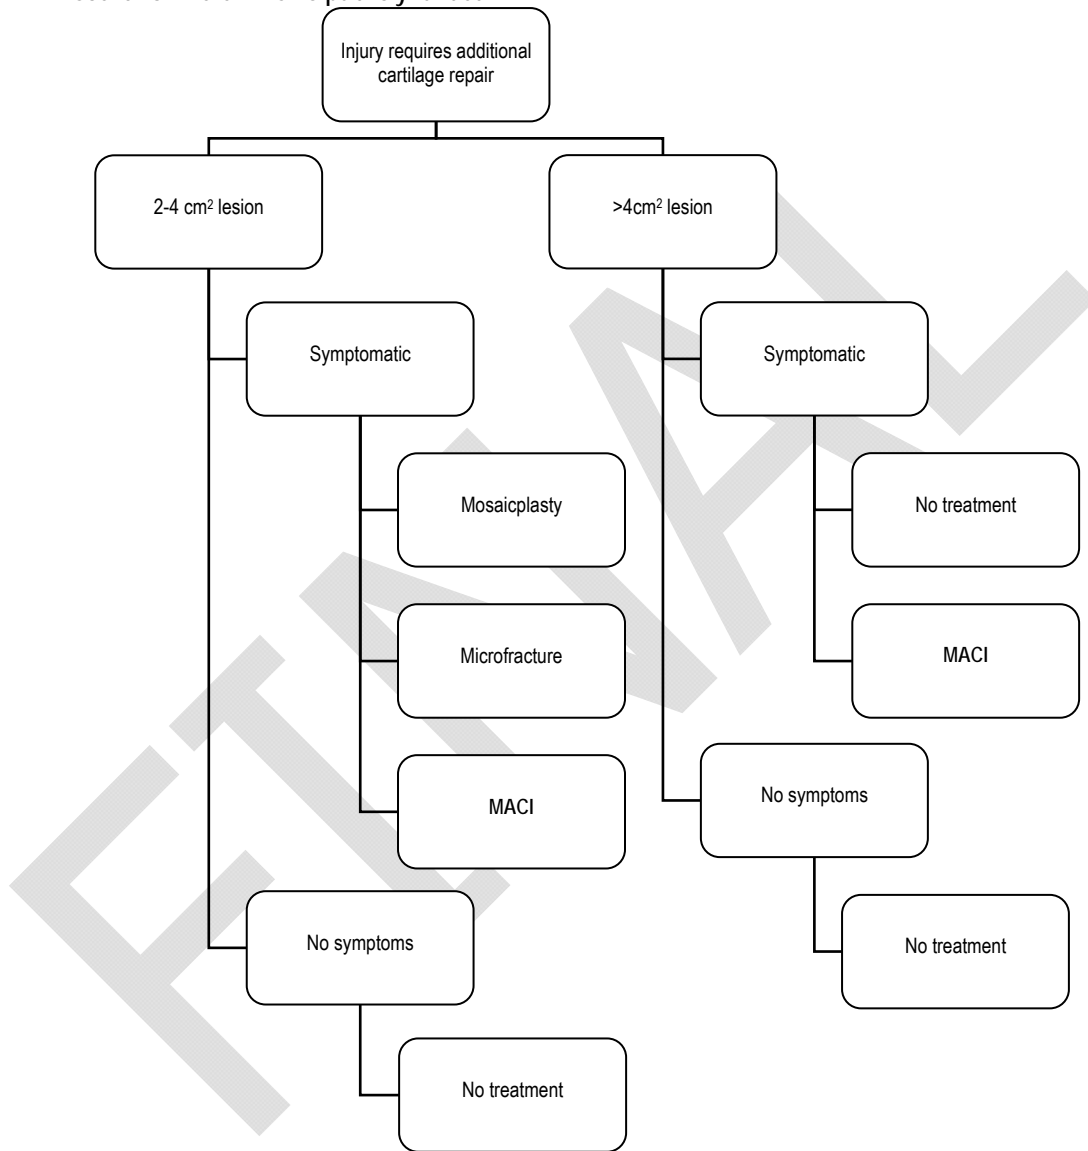 Injury requires additional
cartilage repair
2-4 cm² lesion
>4cm² lesion
Symptomatic
Symptomatic
Mosaicplasty
No treatment
Microfracture
MACI
MACI
No symptoms
No symptoms
No treatment
No treatment
FINAL